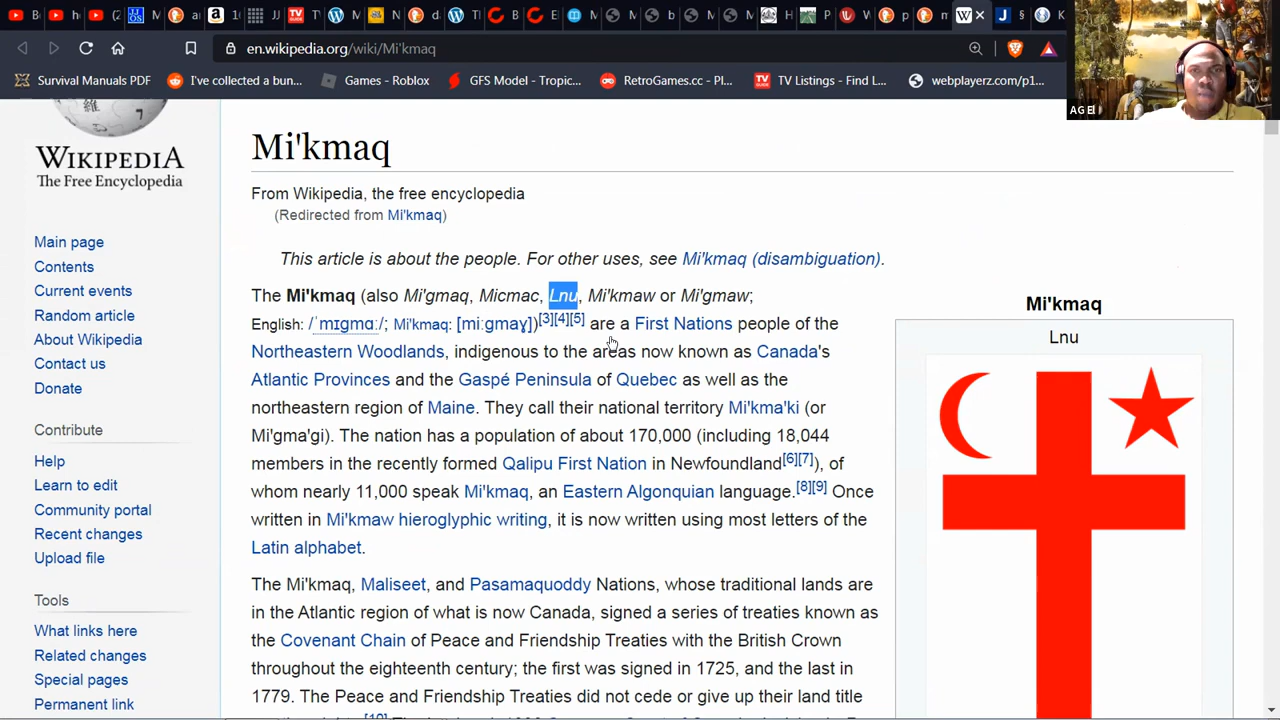 B
(
a
1
T
W
N
d
T
B
E
M
b
M
H
p
W
p
m
W
J
§
K
en.wikipedia.org/wiki/Mi'kmaq
Survival Manuals PDF
I've collected a bun...
Games - Roblox
GFS Model - Tropic...
RetroGames.cc - Pl...
TV Listings - Find L...
webplayerz.com/p1...
AG El
WIKIPEDIA
The Free Encyclopedia
Main page
Contents
Current events
Random article
About Wikipedia
Contact us
Donate
Contribute
Help
Learn to edit
Community portal
Recent changes
Upload file
Tools
What links here
Related changes
Special pages
Permanent link
Mi'kmaq
From Wikipedia, the free encyclopedia
(Redirected from Mi'kmaq)
This article is about the people. For other uses, see Mi'kmaq (disambiguation).
The Mi'kmaq (also Mi'gmaq, Micmac, Lnu, Mi'kmaw or Mi'gmaw;
English: /ˈmɪɡmɑː/; Mi'kmaq: [miːɡmaɣ])[3][4][5] are a First Nations people of the
Northeastern Woodlands, indigenous to the areas now known as Canada's
Atlantic Provinces and the Gaspé Peninsula of Quebec as well as the
northeastern region of Maine. They call their national territory Mi'kma'ki (or
Mi'gma'gi). The nation has a population of about 170,000 (including 18,044
members in the recently formed Qalipu First Nation in Newfoundland[6][7]), of
whom nearly 11,000 speak Mi'kmaq, an Eastern Algonquian language.[8][9] Once
written in Mi'kmaw hieroglyphic writing, it is now written using most letters of the
Latin alphabet.
The Mi'kmaq, Maliseet, and Pasamaquoddy Nations, whose traditional lands are
in the Atlantic region of what is now Canada, signed a series of treaties known as
the Covenant Chain of Peace and Friendship Treaties with the British Crown
throughout the eighteenth century; the first was signed in 1725, and the last in
1779. The Peace and Friendship Treaties did not cede or give up their land title
Mi'kmaq
Lnu